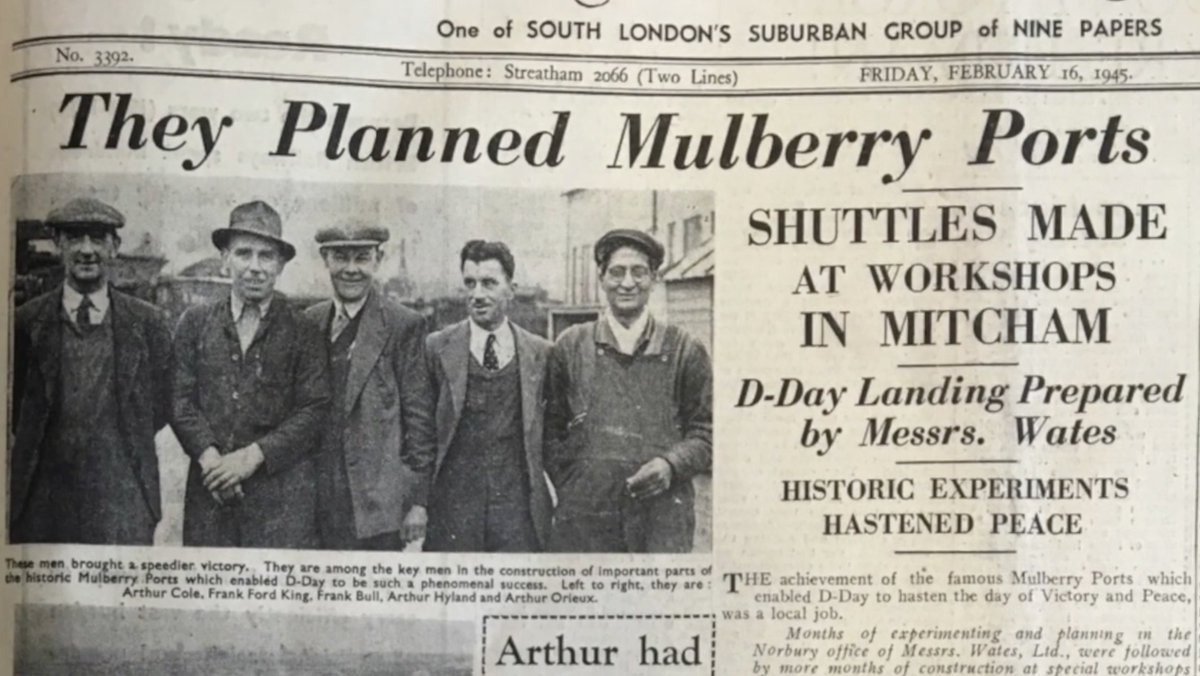 One of SOUTH LONDON'S SUBURBAN GROUP of NINE PAPERS
No. 3392.
Telephone: Streatham 2066 (Two Lines)
FRIDAY, FEBRUARY 16, 1945.
They Planned Mulberry Ports
These men brought a speedier victory. They are among the key men in the construction of important parts of
the historic Mulberry Ports which enabled D-Day to be such a phenomenal success. Left to right, they are :
Arthur Cole, Frank Ford King, Frank Bull, Arthur Hyland and Arthur Orieux.
Arthur had
SHUTTLES MADE
AT WORKSHOPS
IN MITCHAM
D-Day Landing Prepared
by Messrs. Wates
HISTORIC EXPERIMENTS
HASTENED PEACE
THE achievement of the famous Mulberry Ports which
enabled D-Day to hasten the day of Victory and Peace,
was a local job.
Months of experimenting and planning in the
Norbury office of Messrs. Wates, Ltd., were followed
by more months of construction at special workshops